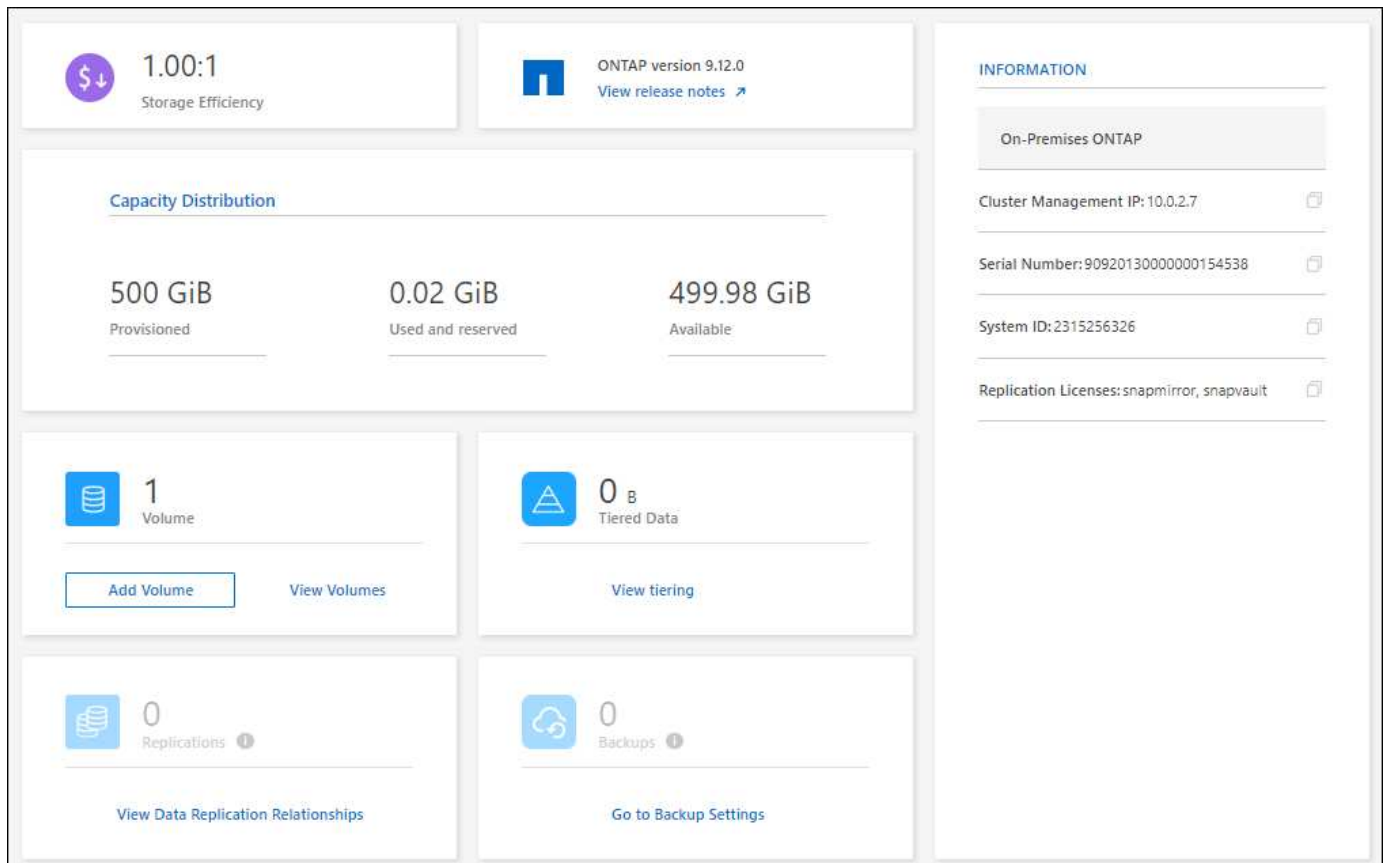 1.00:1
Storage Efficiency
ONTAP version 9.12.0
View release notes
Capacity Distribution
500 GiB
Provisioned
0.02 GiB
Used and reserved
499.98 GiB
Available
1
Volume
Add Volume
View Volumes
0 B
Tiered Data
View tiering
0
Replications
View Data Replication Relationships
0
Backups
Go to Backup Settings
INFORMATION
On-Premises ONTAP
Cluster Management IP: 10.0.2.7
Serial Number: 90920130000000154538
System ID: 2315256326
Replication Licenses: snapmirror, snapvault